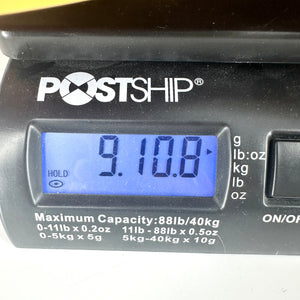 POSTSHIP®
9.10.8
HOLD
g
lb:oz
kg
lb
oz
Maximum Capacity:88lb/40kg
0-11lb x 0.2oz 11lb - 88lb x 0.5oz
0-5kg x 5g 5kg-40kg x 10g
ON/OF